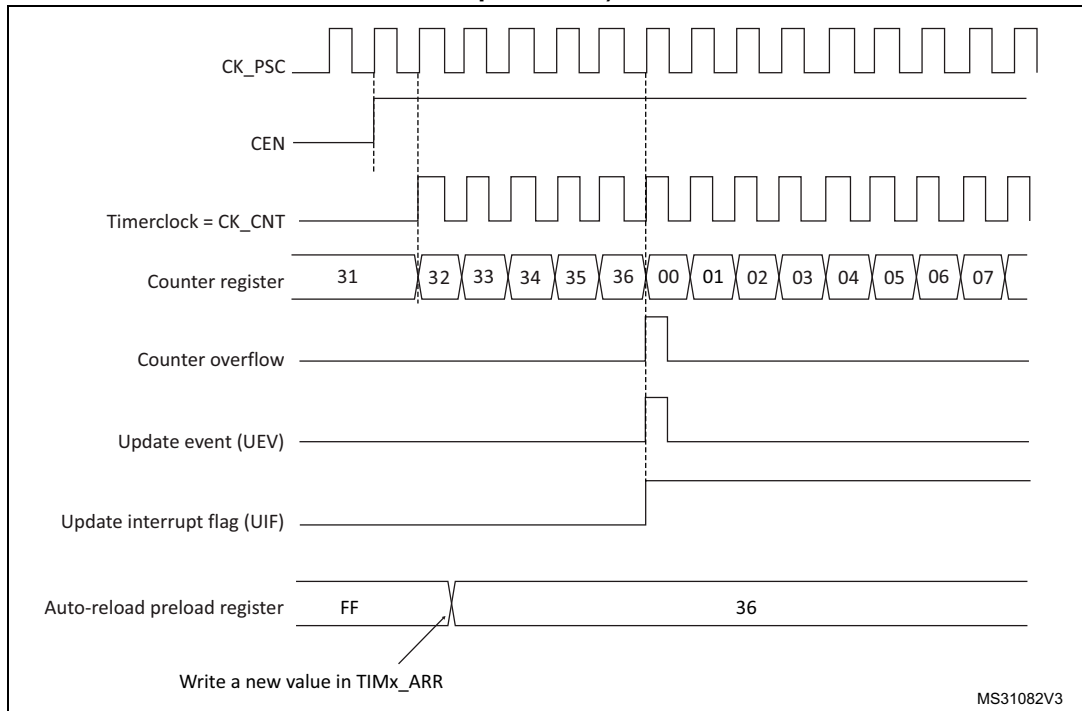 CK_PSC
CEN
Timerclock = CK_CNT
Counter register 31 32 33 34 35 36 00 01 02 03 04 05 06 07
Counter overflow
Update event (UEV)
Update interrupt flag (UIF)
Auto-reload preload register FF 36
Write a new value in TIMx_ARR
MS31082V3